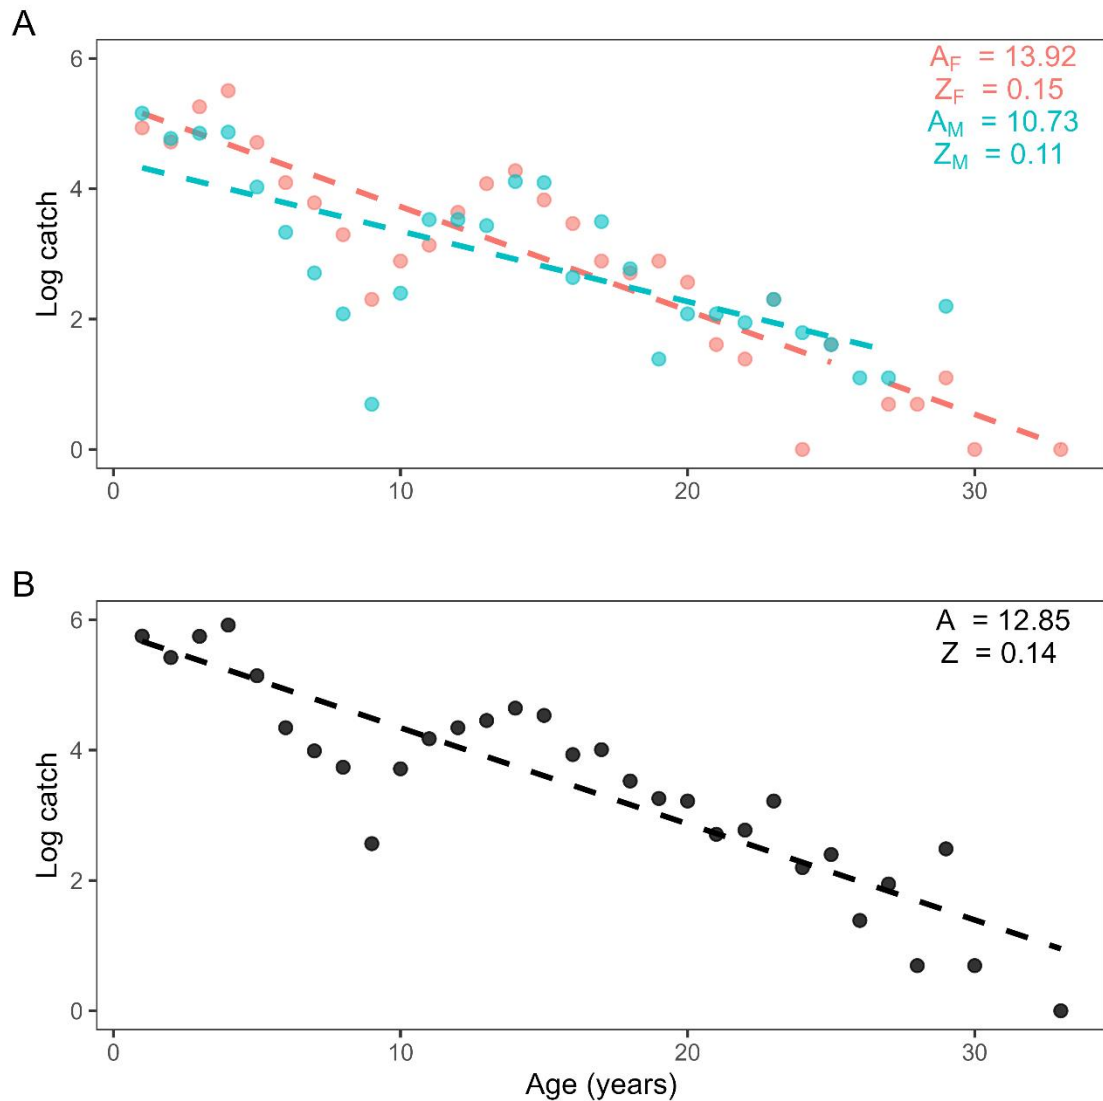 A
A_F = 13.92
Z_F = 0.15
A_M = 10.73
Z_M = 0.11
6
4
2
0
Log catch
0 10 20 30
B
A = 12.85
Z = 0.14
6
4
2
0
Log catch
0 10 20 30
Age (years)